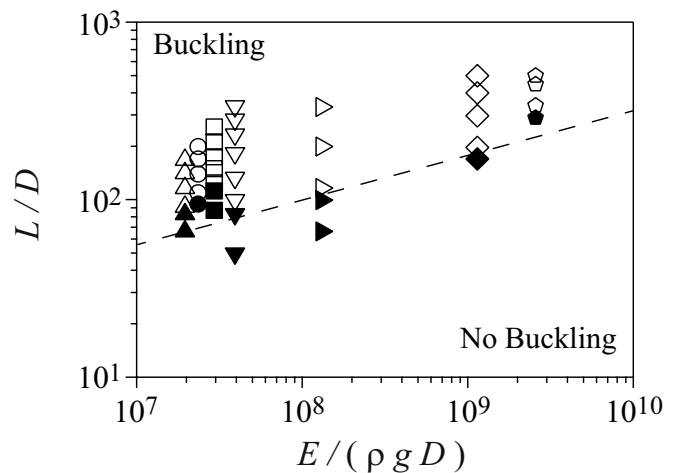 10³
Buckling
L / D
10²
No Buckling
10¹
10⁷ 10⁸ 10⁹ 10¹⁰
E / ( ρ g D )